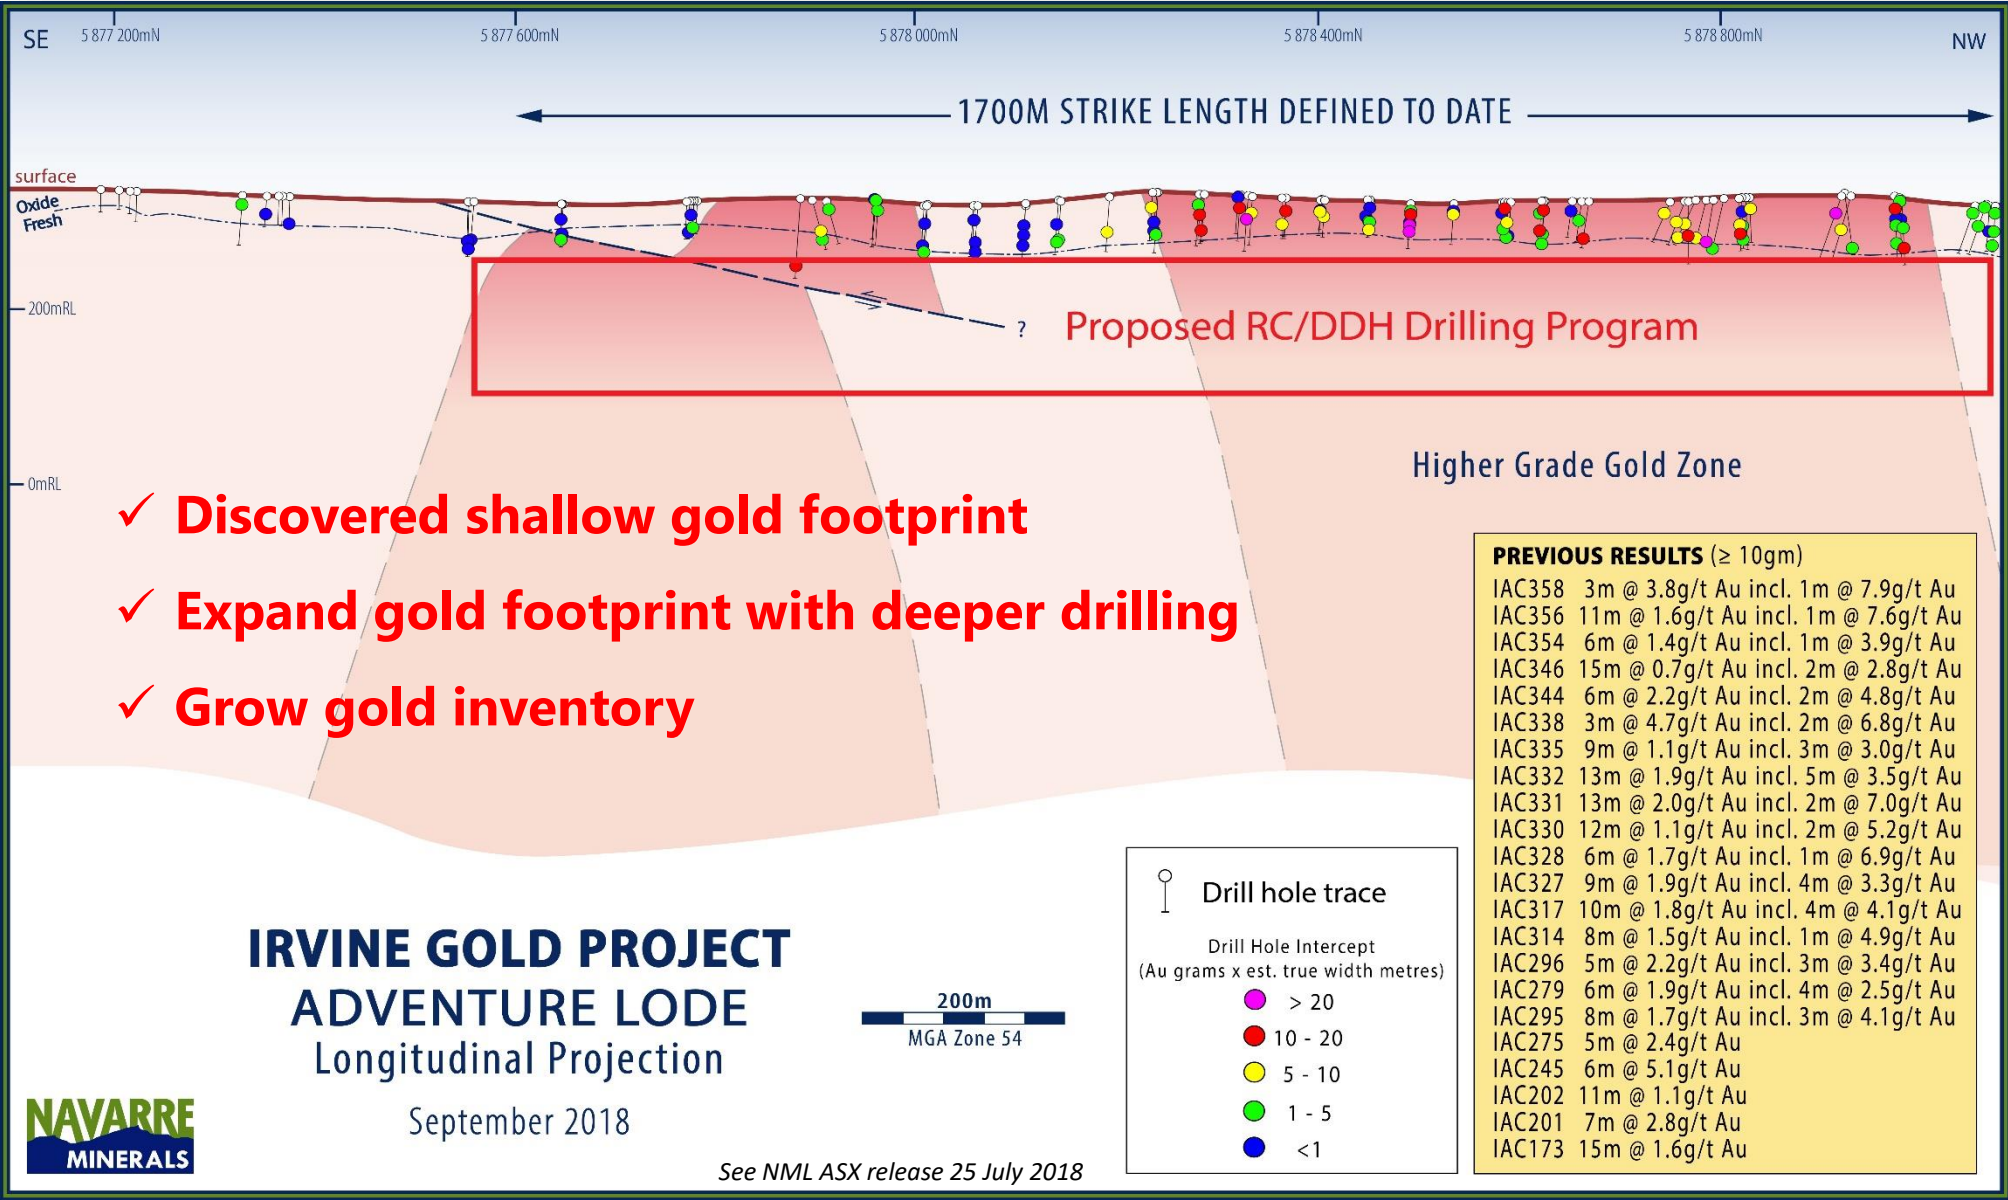 SE 5 877 200mN 5 877 600mN 5 878 000mN 5 878 400mN 5 878 800mN NW
1700M STRIKE LENGTH DEFINED TO DATE
surface
Oxide
Fresh
200mRL
?
Proposed RC/DDH Drilling Program
Higher Grade Gold Zone
0mRL
✓ Discovered shallow gold footprint
✓ Expand gold footprint with deeper drilling
✓ Grow gold inventory
PREVIOUS RESULTS (≥ 10gm)
IAC358 3m @ 3.8g/t Au incl. 1m @ 7.9g/t Au
IAC356 11m @ 1.6g/t Au incl. 1m @ 7.6g/t Au
IAC354 6m @ 1.4g/t Au incl. 1m @ 3.9g/t Au
IAC346 15m @ 0.7g/t Au incl. 2m @ 2.8g/t Au
IAC344 6m @ 2.2g/t Au incl. 2m @ 4.8g/t Au
IAC338 3m @ 4.7g/t Au incl. 2m @ 6.8g/t Au
IAC335 9m @ 1.1g/t Au incl. 3m @ 3.0g/t Au
IAC332 13m @ 1.9g/t Au incl. 5m @ 3.5g/t Au
IAC331 13m @ 2.0g/t Au incl. 2m @ 7.0g/t Au
IAC330 12m @ 1.1g/t Au incl. 2m @ 5.2g/t Au
IAC328 6m @ 1.7g/t Au incl. 1m @ 6.9g/t Au
IAC327 9m @ 1.9g/t Au incl. 4m @ 3.3g/t Au
IAC317 10m @ 1.8g/t Au incl. 4m @ 4.1g/t Au
IAC314 8m @ 1.5g/t Au incl. 1m @ 4.9g/t Au
IAC296 5m @ 2.2g/t Au incl. 3m @ 3.4g/t Au
IAC279 6m @ 1.9g/t Au incl. 4m @ 2.5g/t Au
IAC295 8m @ 1.7g/t Au incl. 3m @ 4.1g/t Au
IAC275 5m @ 2.4g/t Au
IAC245 6m @ 5.1g/t Au
IAC202 11m @ 1.1g/t Au
IAC201 7m @ 2.8g/t Au
IAC173 15m @ 1.6g/t Au
Drill hole trace
Drill Hole Intercept
(Au grams x est. true width metres)
> 20
10 - 20
5 - 10
1 - 5
<1
IRVINE GOLD PROJECT
ADVENTURE LODE
Longitudinal Projection
September 2018
200m
MGA Zone 54
NAVARRE
MINERALS
See NML ASX release 25 July 2018